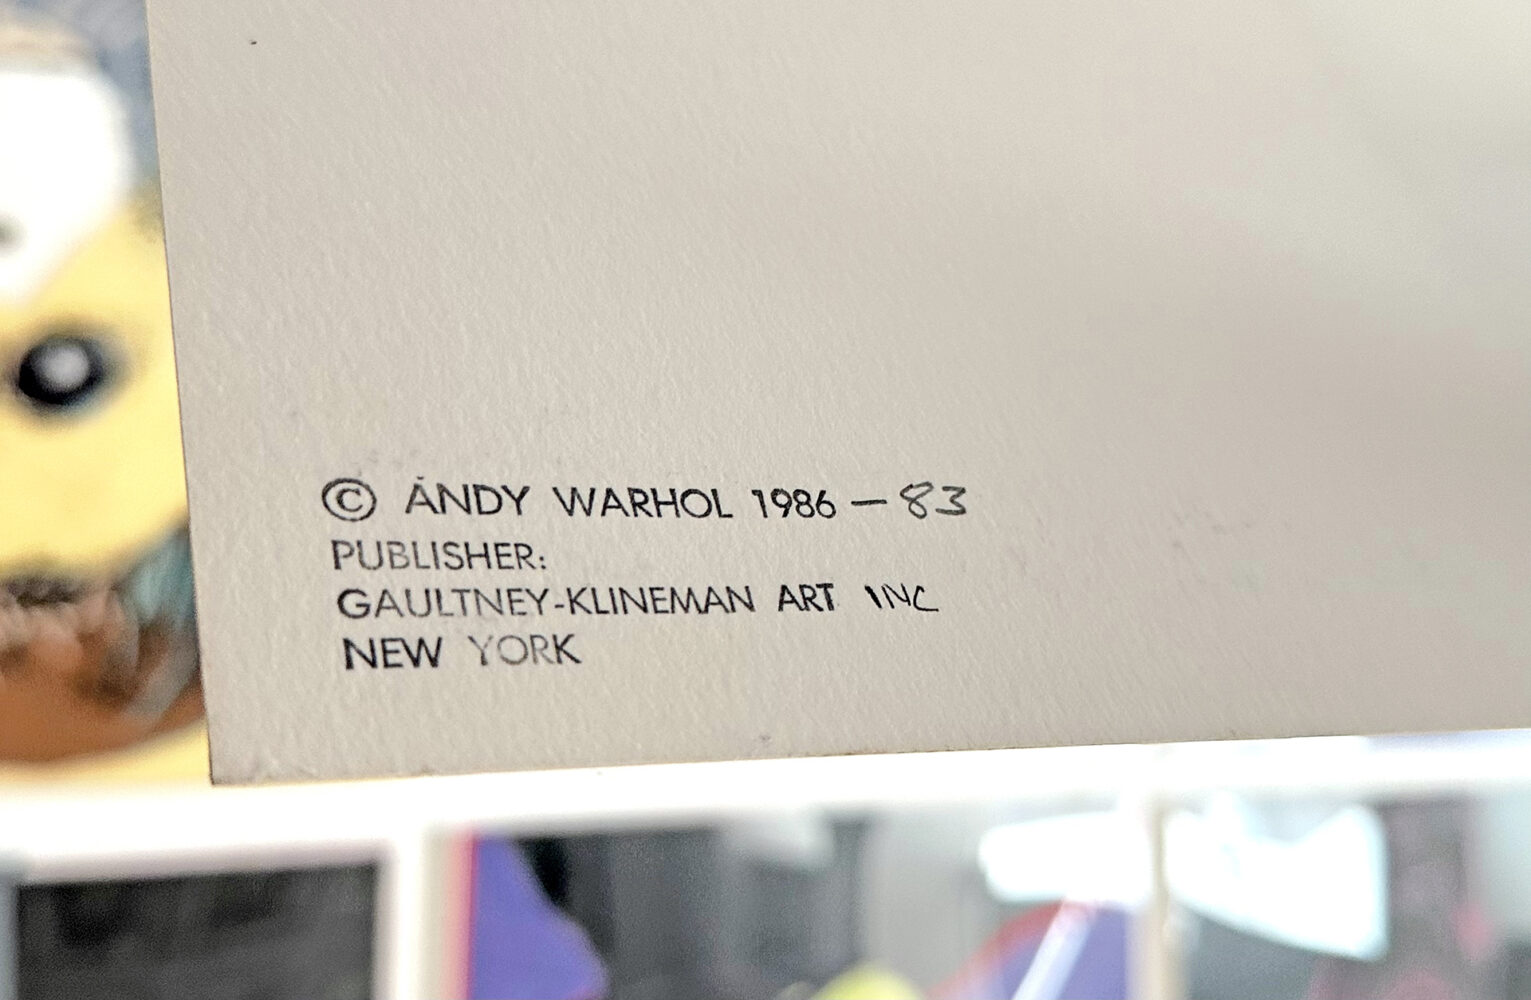 © ANDY WARHOL 1986 — 83
PUBLISHER:
GAULTNEY-KLINEMAN ART INC
NEW YORK